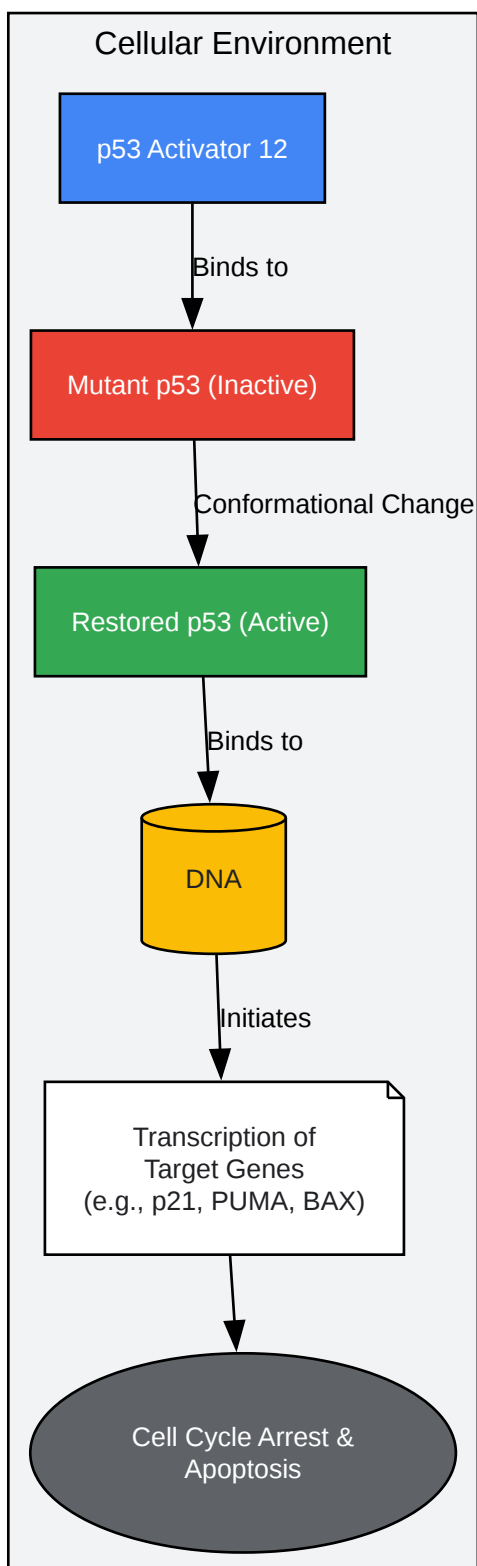 Cellular Environment
p53 Activator 12
Binds to
Mutant p53 (Inactive)
Conformational Change
Restored p53 (Active)
Binds to
DNA
Initiates
Transcription of
Target Genes
(e.g., p21, PUMA, BAX)
Cell Cycle Arrest &
Apoptosis